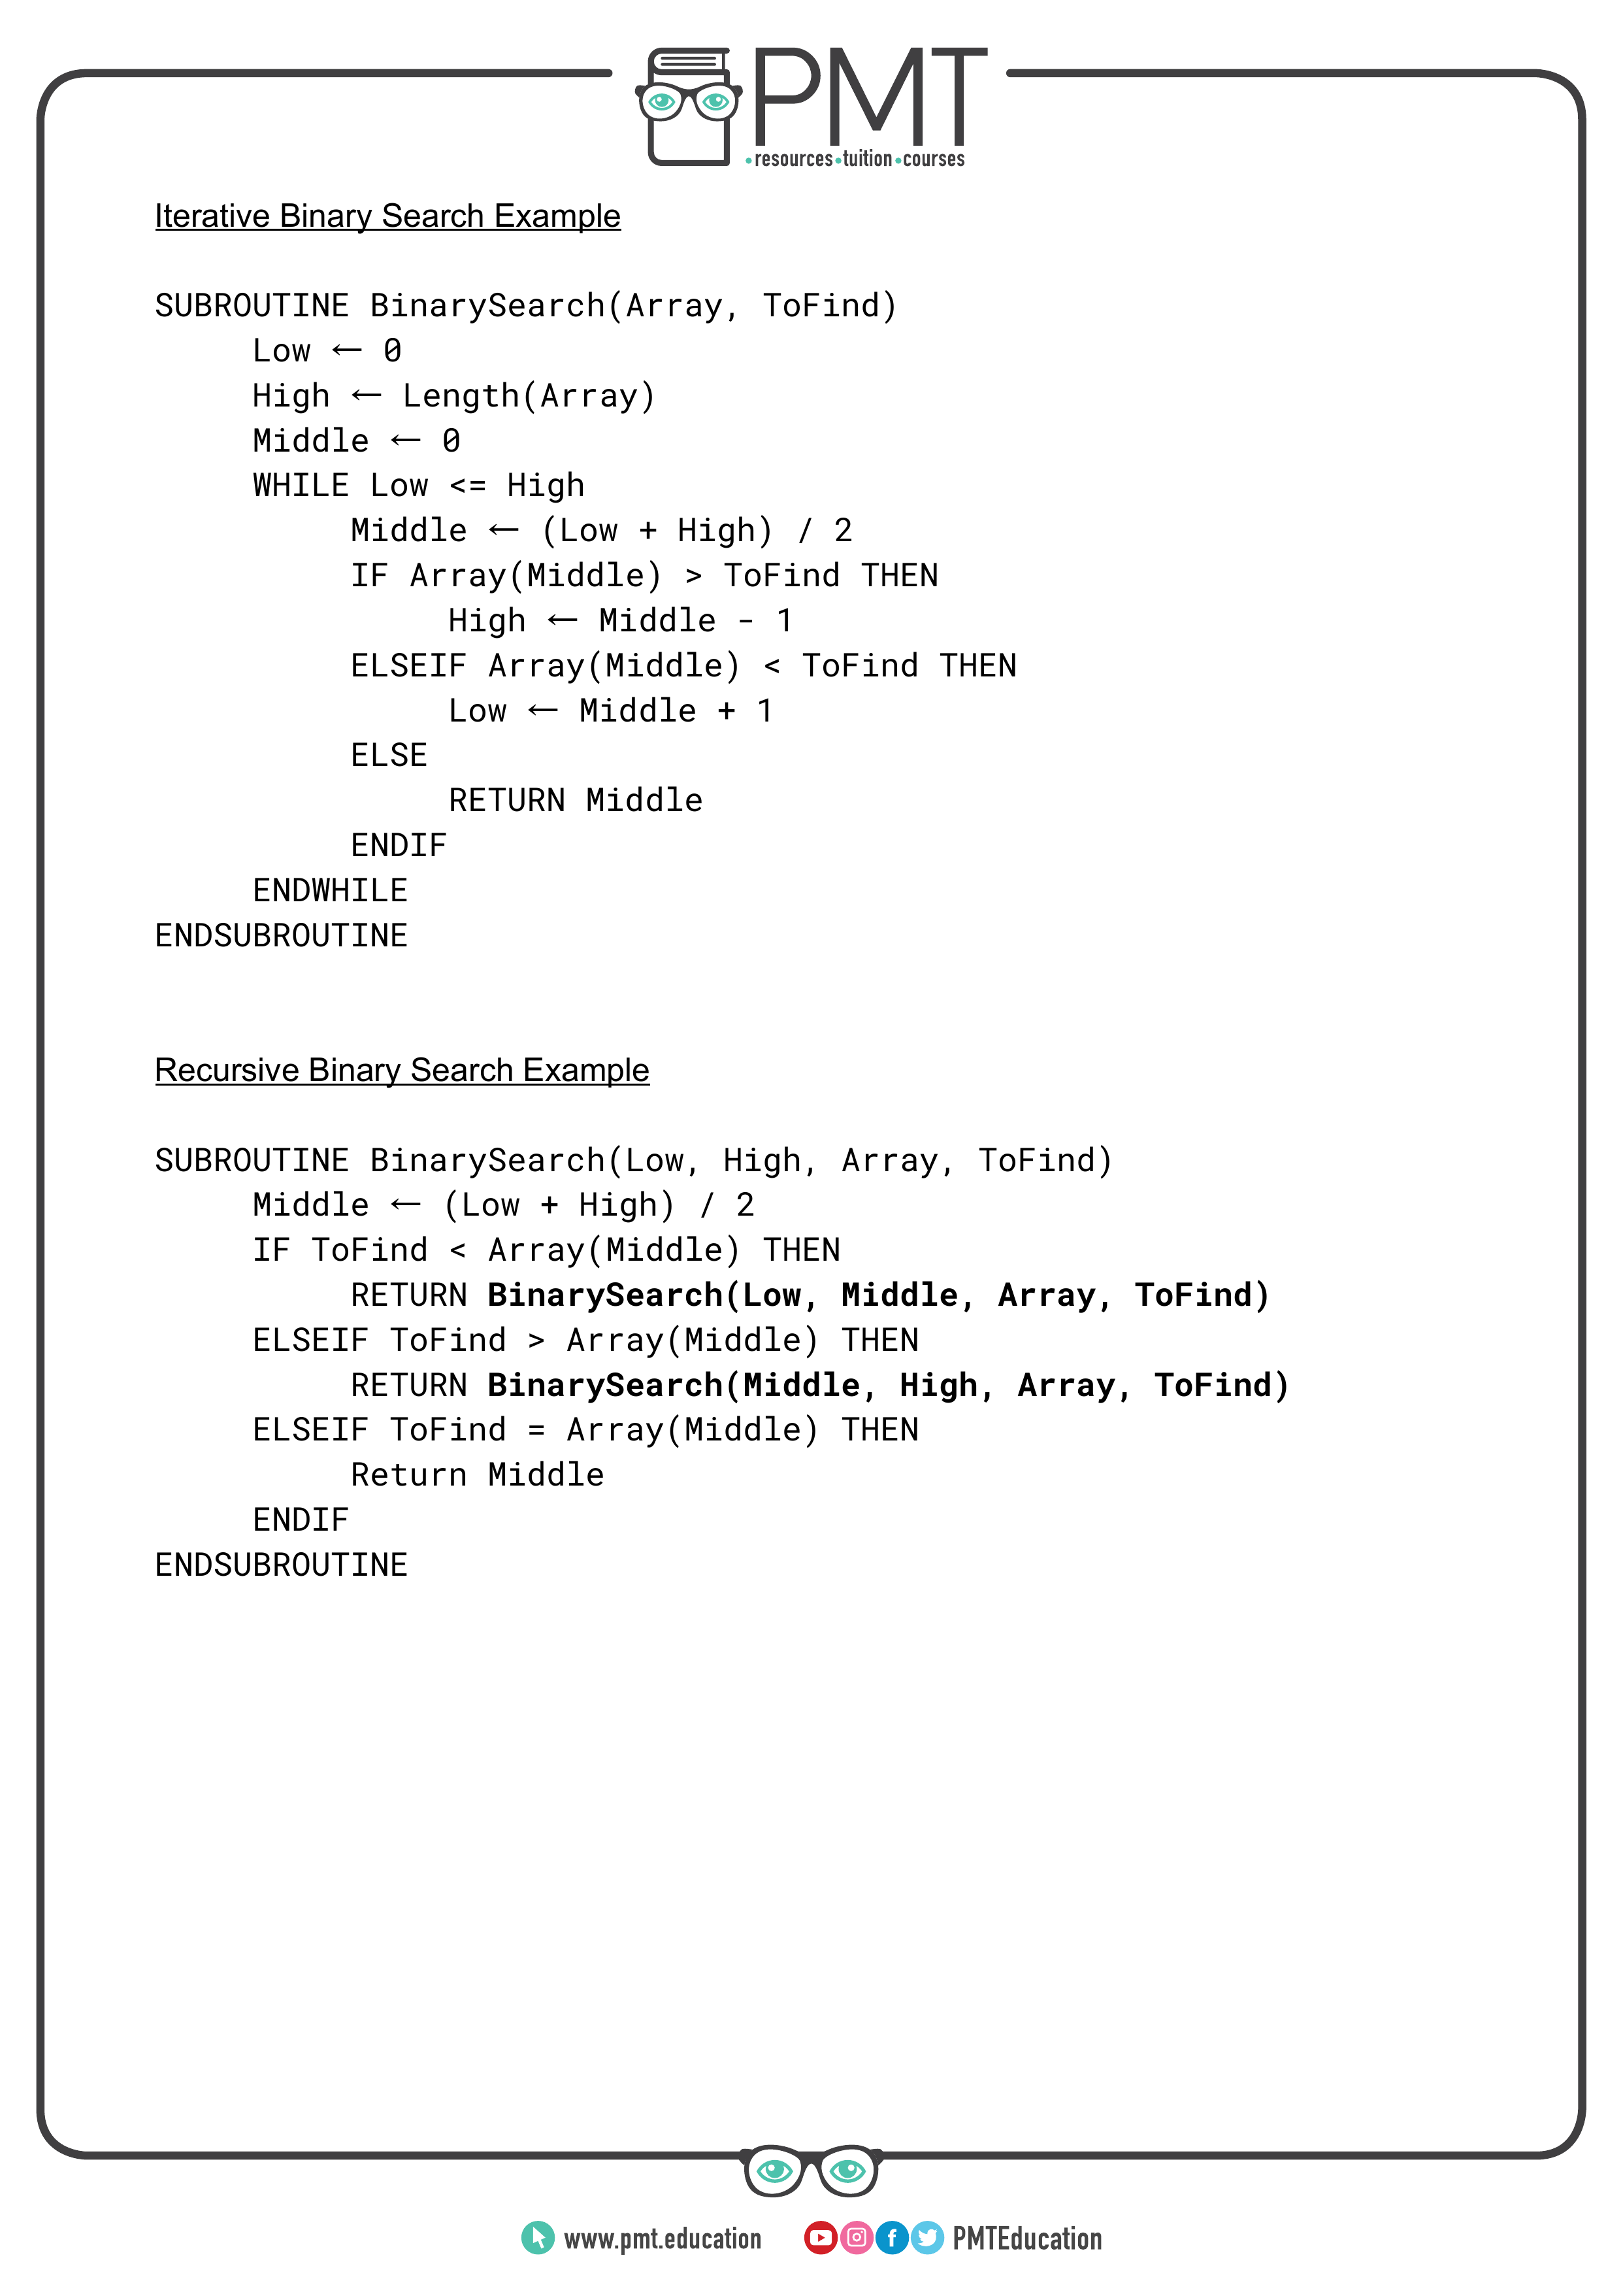 PMT
•resources•tuition•courses
Iterative Binary Search Example
SUBROUTINE BinarySearch(Array, ToFind)
     Low ← 0
     High ← Length(Array)
     Middle ← 0
     WHILE Low <= High
          Middle ← (Low + High) / 2
          IF Array(Middle) > ToFind THEN
               High ← Middle - 1
          ELSEIF Array(Middle) < ToFind THEN
               Low ← Middle + 1
          ELSE
               RETURN Middle
          ENDIF
     ENDWHILE
ENDSUBROUTINE
Recursive Binary Search Example
SUBROUTINE BinarySearch(Low, High, Array, ToFind)
     Middle ← (Low + High) / 2
     IF ToFind < Array(Middle) THEN
          RETURN BinarySearch(Low, Middle, Array, ToFind)
     ELSEIF ToFind > Array(Middle) THEN
          RETURN BinarySearch(Middle, High, Array, ToFind)
     ELSEIF ToFind = Array(Middle) THEN
          Return Middle
     ENDIF
ENDSUBROUTINE
www.pmt.education PMTEducation